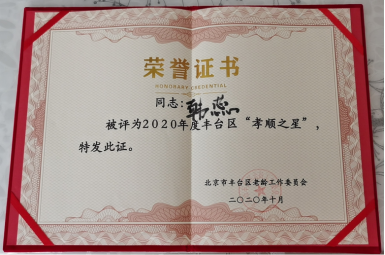 荣誉证书
HONORARY CREDENTIAL
韩蕊同志:
被评为2020年度丰台区“孝顺之星”，
特发此证。
北京市丰台区老龄工作委员会
二〇二〇年十月